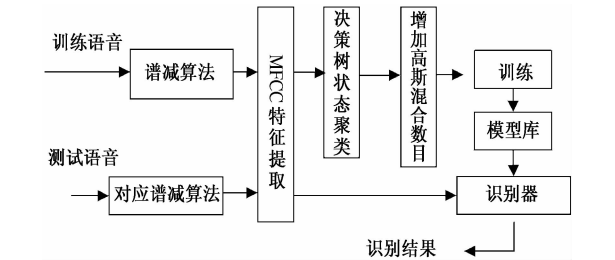 训练语音
谱减算法
MFCC特征提取
决策树状态聚类
增加高斯混合数目
训练
模型库
测试语音
对应谱减算法
识别器
识别结果